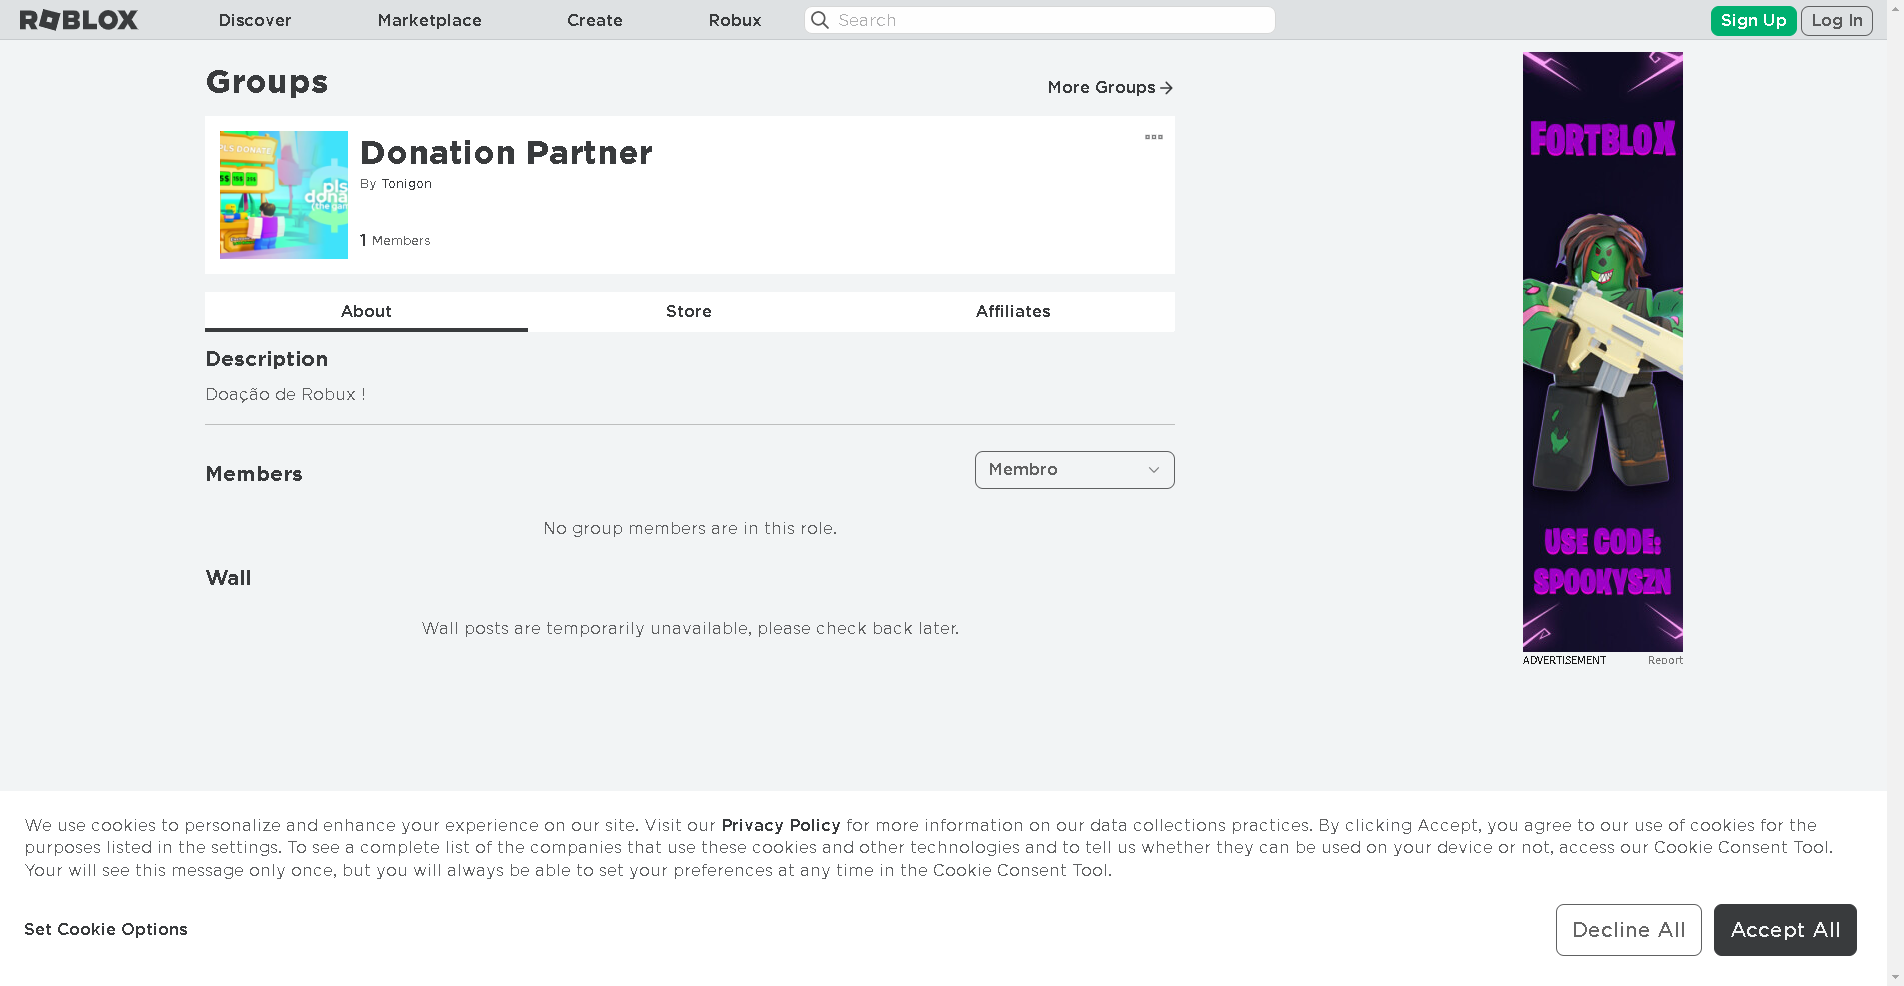 ROBLOX
Discover
Marketplace
Create
Robux
Search
Sign Up
Log In
Groups
More Groups
PLS DONATE
pls
dona
(the gam
Donation Partner
By Tonigon
1 Members
About
Store
Affiliates
Description
Doação de Robux !
Members
Membro
No group members are in this role.
Wall
Wall posts are temporarily unavailable, please check back later.
FORTBLOX
USE CODE:
SPOOKYSZN
ADVERTISEMENT
Report
We use cookies to personalize and enhance your experience on our site. Visit our Privacy Policy for more information on our data collections practices. By clicking Accept, you agree to our use of cookies for the
purposes listed in the settings. To see a complete list of the companies that use these cookies and other technologies and to tell us whether they can be used on your device or not, access our Cookie Consent Tool.
Your will see this message only once, but you will always be able to set your preferences at any time in the Cookie Consent Tool.
Set Cookie Options
Decline All
Accept All